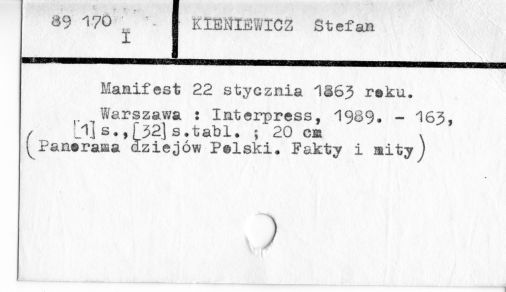 89 170 KIENIEWICZ Stefan
I
Manifest 22 stycznia 1863 roku.
Warszawa : Interpress, 1989. - 163,
[1] s.,[32] s.tabl. ; 20 cm
(Panorama dziejów Polski. Fakty i mity)